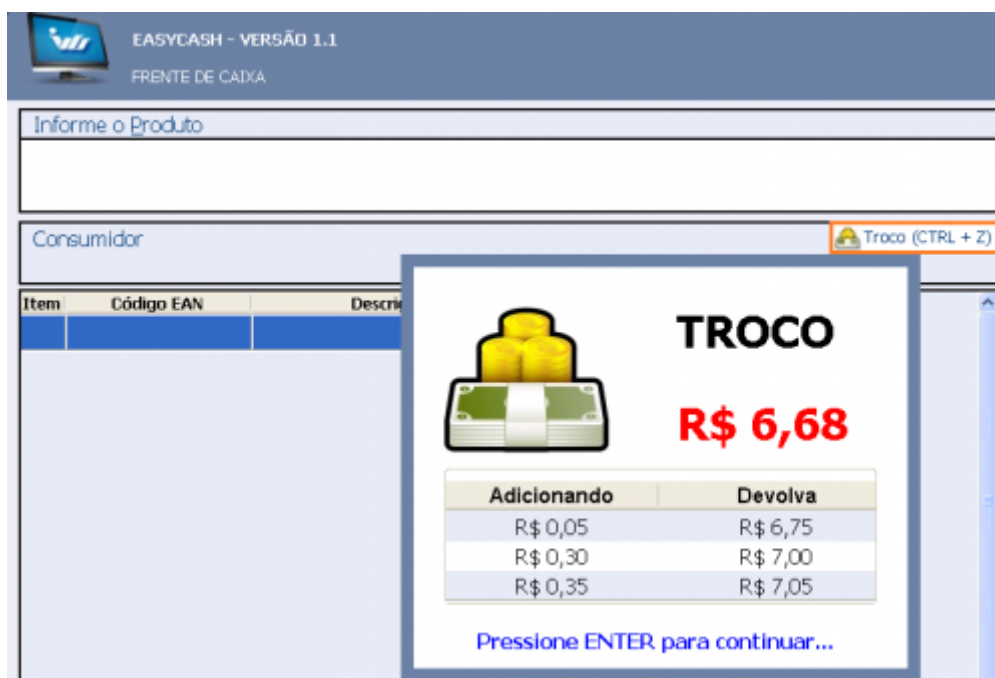 EASYCASH - VERSÃO 1.1
FRENTE DE CAIXA
Informe o Produto
Consumidor
Troco (CTRL + Z)
Item Código EAN
TROCO
R$ 6,68
Adicionando Devolva
R$ 0,05 R$ 6,75
R$ 0,30 R$ 7,00
R$ 0,35 R$ 7,05
Pressione ENTER para continuar...